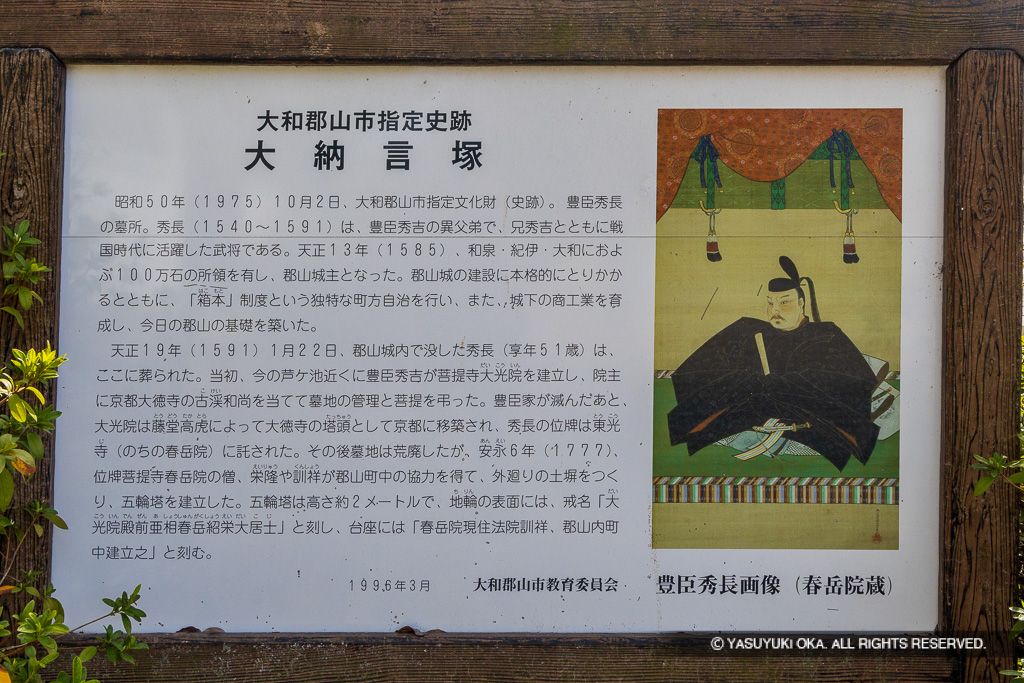 大和郡山市指定史跡
大納言塚
昭和50年（1975）10月2日、大和郡山市指定文化財（史跡）。豊臣秀長
の墓所。秀長（1540〜1591）は、豊臣秀吉の異父弟で、兄秀吉とともに戦
国時代に活躍した武将である。天正13年（1585）、和泉・紀伊・大和におよ
ぶ100万石の所領を有し、郡山城主となった。郡山城の建設に本格的にとりかか
るとともに、「箱本」制度という独特な町方自治を行い、また、城下の商工業を育
成し、今日の郡山の基礎を築いた。
天正19年（1591）1月22日、郡山城内で没した秀長（享年51歳）は、
ここに葬られた。当初、今の芦ケ池近くに豊臣秀吉が菩提寺大光院を建立し、院主
に京都大徳寺の古渓和尚を当てて墓地の管理と菩提を弔った。豊臣家が滅んだあと、
大光院は藤堂高虎によって大徳寺の塔頭として京都に移築され、秀長の位牌は東光
寺（のちの春岳院）に託された。その後墓地は荒廃したが、安永6年（1777）、
位牌菩提寺春岳院の僧、栄隆や訓祥が郡山町中の協力を得て、外廻りの土塀をつく
り、五輪塔を建立した。五輪塔は高さ約2メートルで、地輪の表面には、戒名「大
光院殿前亜相春岳紹栄大居士」と刻し、台座には「春岳院現住法院訓祥、郡山内町
中建立之」と刻む。
1996年3月　大和郡山市教育委員会
豊臣秀長画像（春岳院蔵）
© YASUYUKI OKA. ALL RIGHTS RESERVED.